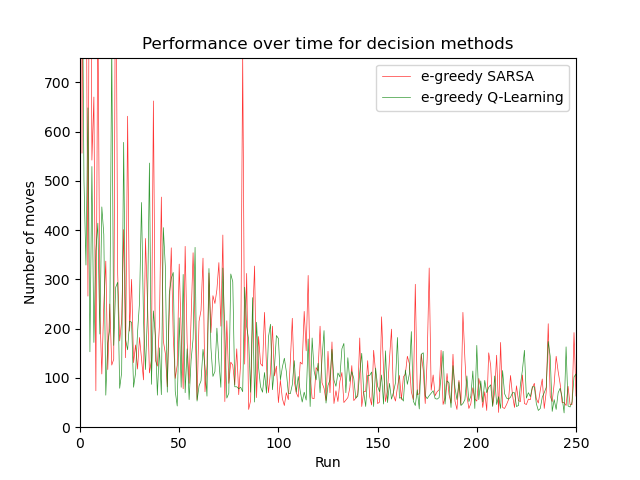 Performance over time for decision methods
e-greedy SARSA
e-greedy Q-Learning
Number of moves
700
600
500
400
300
200
100
0
0 50 100 150 200 250
Run